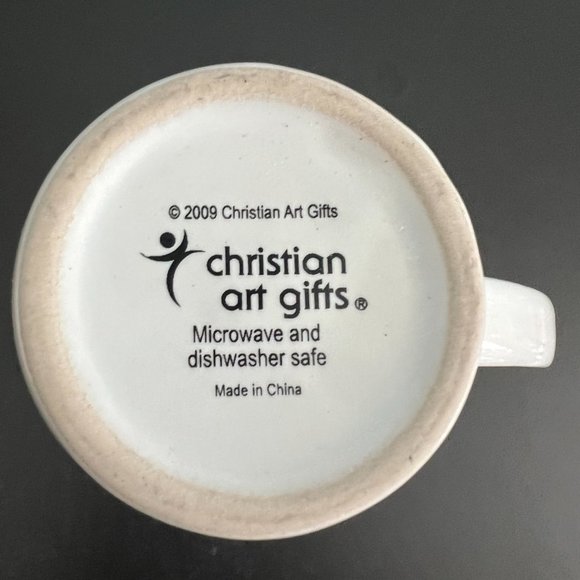 © 2009 Christian Art Gifts
christian
art gifts®
Microwave and
dishwasher safe
Made in China